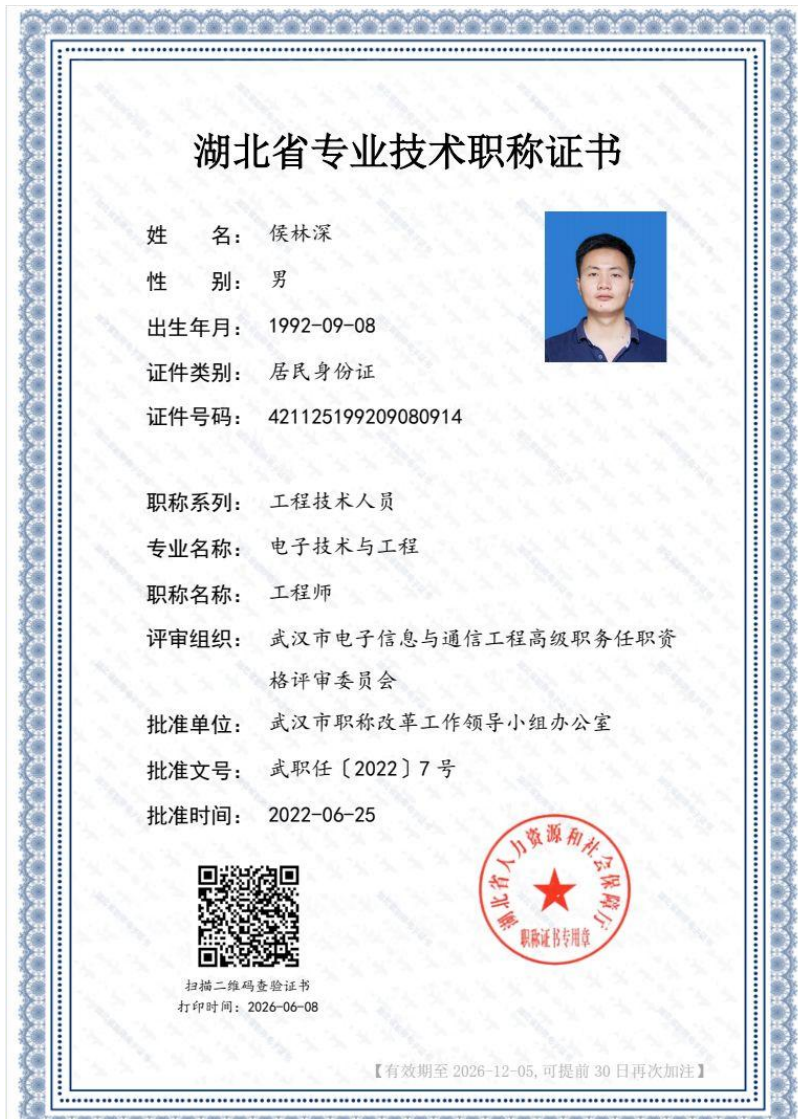 湖北省专业技术职称证书
姓 名： 侯林深
性 别： 男
出生年月： 1992-09-08
证件类别： 居民身份证
证件号码： 421125199209080914
职称系列： 工程技术人员
专业名称： 电子技术与工程
职称名称： 工程师
评审组织： 武汉市电子信息与通信工程高级职务任职资
格评审委员会
批准单位： 武汉市职称改革工作领导小组办公室
批准文号： 武职任〔2022〕7 号
批准时间： 2022-06-25
湖北省人力资源和社会保障厅
职称证书专用章
扫描二维码查验证书
打印时间：2026-06-08
【有效期至 2026-12-05,可提前 30 日再次加注】